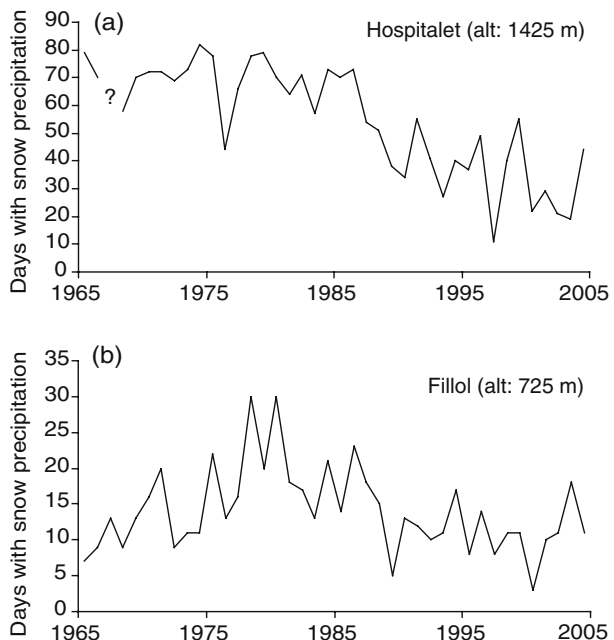 (a)
Hospitalet (alt: 1425 m)
Days with snow precipitation
90
80
70
60
50
40
30
20
10
0
?
1965 1975 1985 1995 2005
(b)
Fillol (alt: 725 m)
Days with snow precipitation
35
30
25
20
15
10
5
0
1965 1975 1985 1995 2005